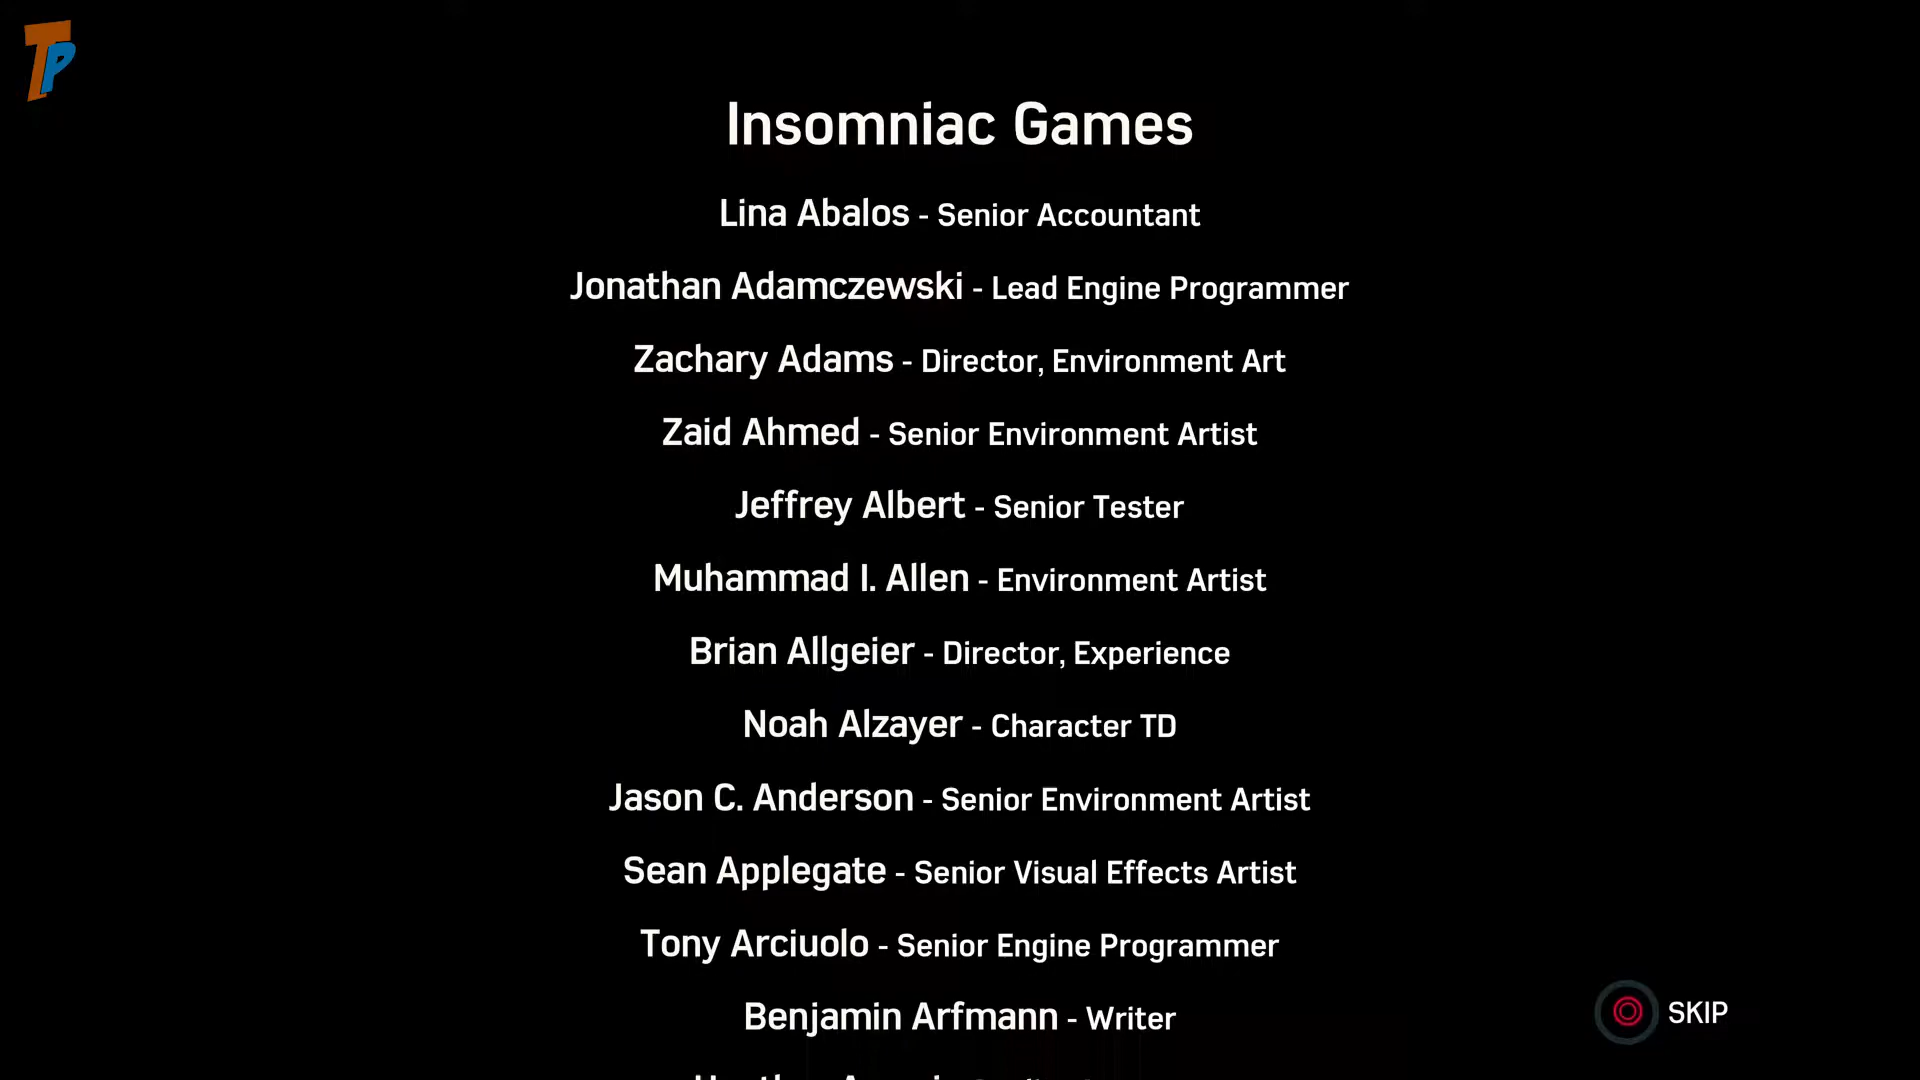 TP
Insomniac Games
Lina Abalos - Senior Accountant
Jonathan Adamczewski - Lead Engine Programmer
Zachary Adams - Director, Environment Art
Zaid Ahmed - Senior Environment Artist
Jeffrey Albert - Senior Tester
Muhammad I. Allen - Environment Artist
Brian Allgeier - Director, Experience
Noah Alzayer - Character TD
Jason C. Anderson - Senior Environment Artist
Sean Applegate - Senior Visual Effects Artist
Tony Arciuolo - Senior Engine Programmer
Benjamin Arfmann - Writer
SKIP